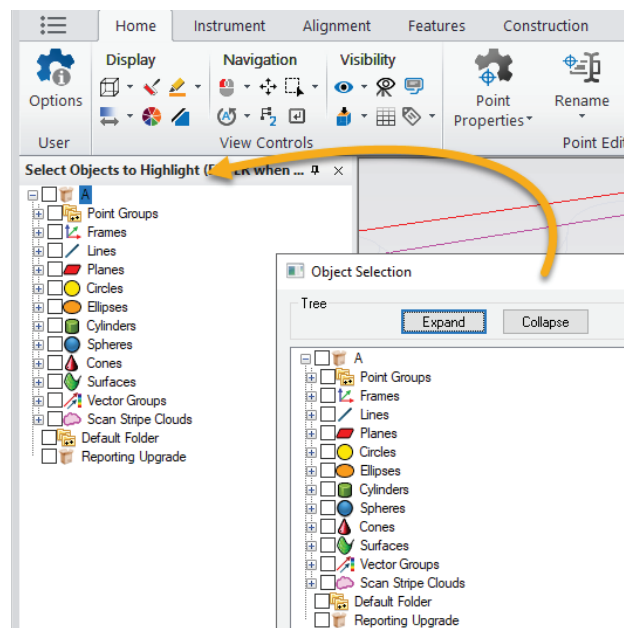 Home Instrument Alignment Features Construction
Display Navigation Visibility
Options Point Rename
Properties
User View Controls Point Edi
Select Objects to Highlight ( when ...
A
Point Groups
Frames
Lines
Planes
Circles
Ellipses
Cylinders
Spheres
Cones
Surfaces
Vector Groups
Scan Stripe Clouds
Default Folder
Reporting Upgrade
Object Selection
Tree
Expand Collapse
A
Point Groups
Frames
Lines
Planes
Circles
Ellipses
Cylinders
Spheres
Cones
Surfaces
Vector Groups
Scan Stripe Clouds
Default Folder
Reporting Upgrade